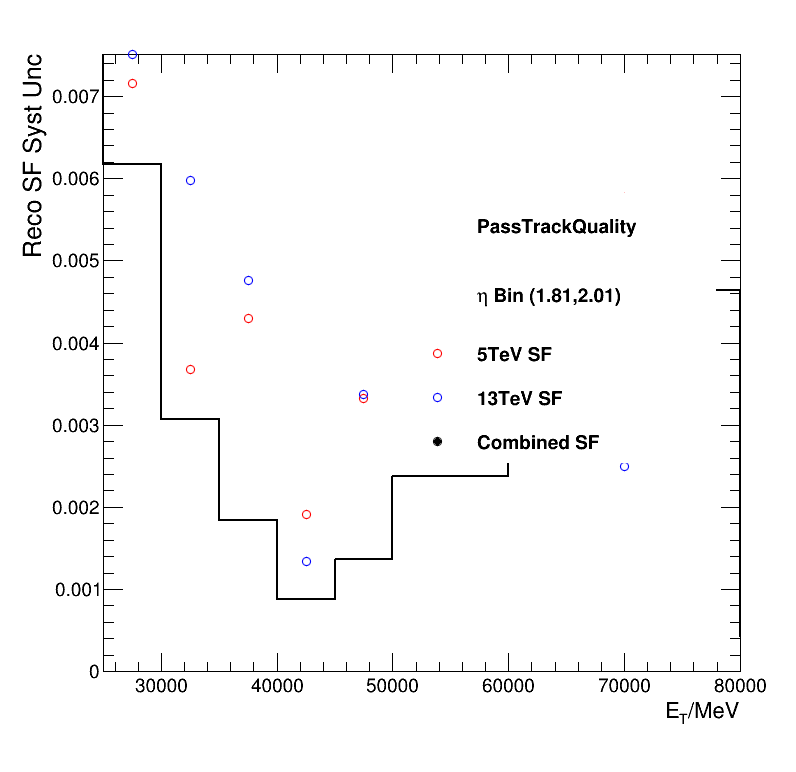 Reco SF Syst Unc
0.007
0.006
0.005
0.004
0.003
0.002
0.001
0
PassTrackQuality
η Bin (1.81,2.01)
5TeV SF
13TeV SF
Combined SF
30000 40000 50000 60000 70000 80000
E_T/MeV